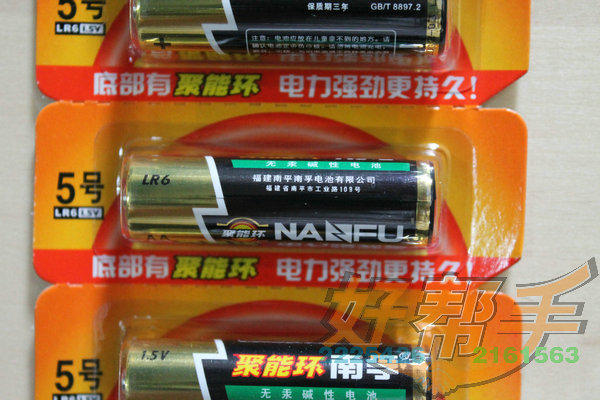 保质期三年
GB/T 8897.2
5号
LR6 1.5V
底部有 聚能环 电力强劲更持久!
5号
LR6 1.5V
LR6
无汞碱性电池
福建南平南孚电池有限公司
福建省南平市工业路109号
聚能环 NANFU
底部有 聚能环 电力强劲更持久!
好帮手
2161563
5号
LR6 1.5V
1.5V
聚能环 南孚
无汞碱性电池